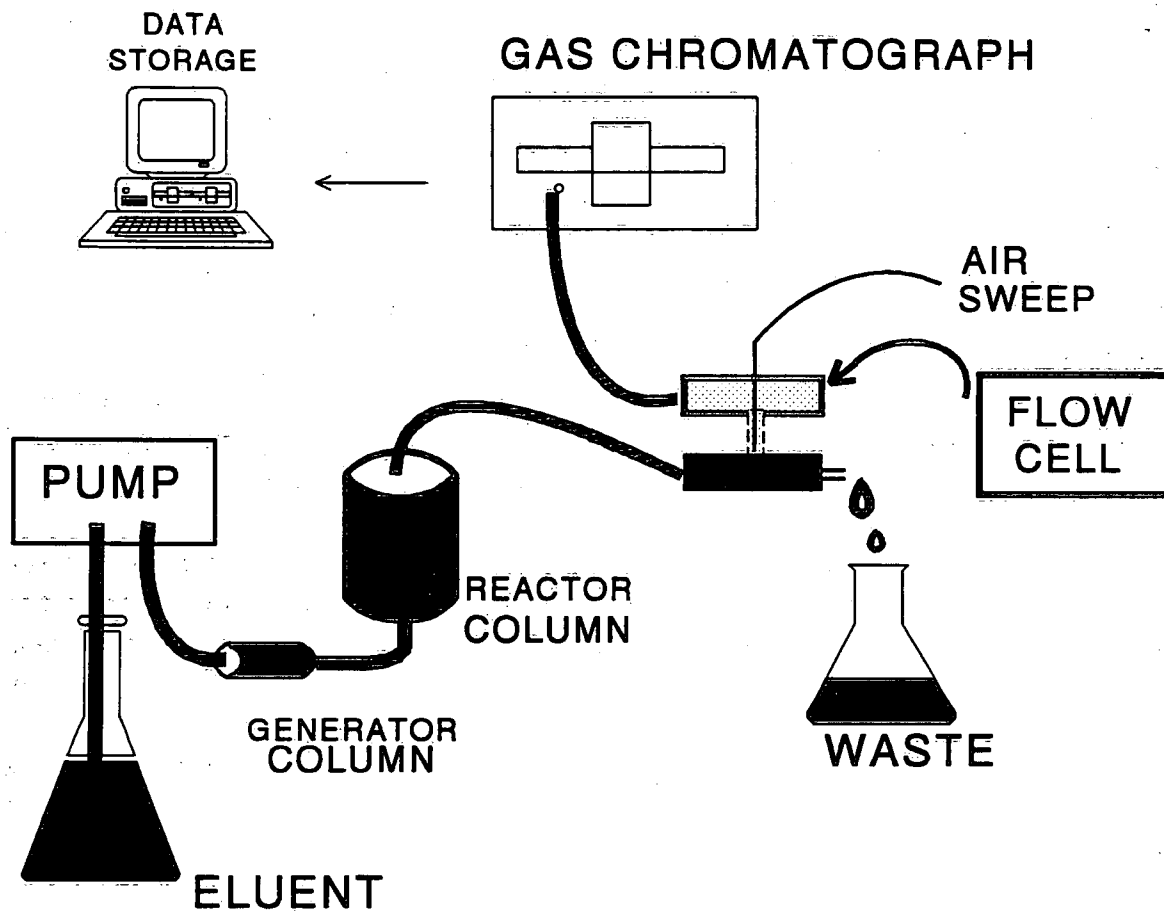 DATA
STORAGE
GAS CHROMATOGRAPH
AIR
SWEEP
FLOW
CELL
PUMP
REACTOR
COLUMN
GENERATOR
COLUMN
WASTE
ELUENT